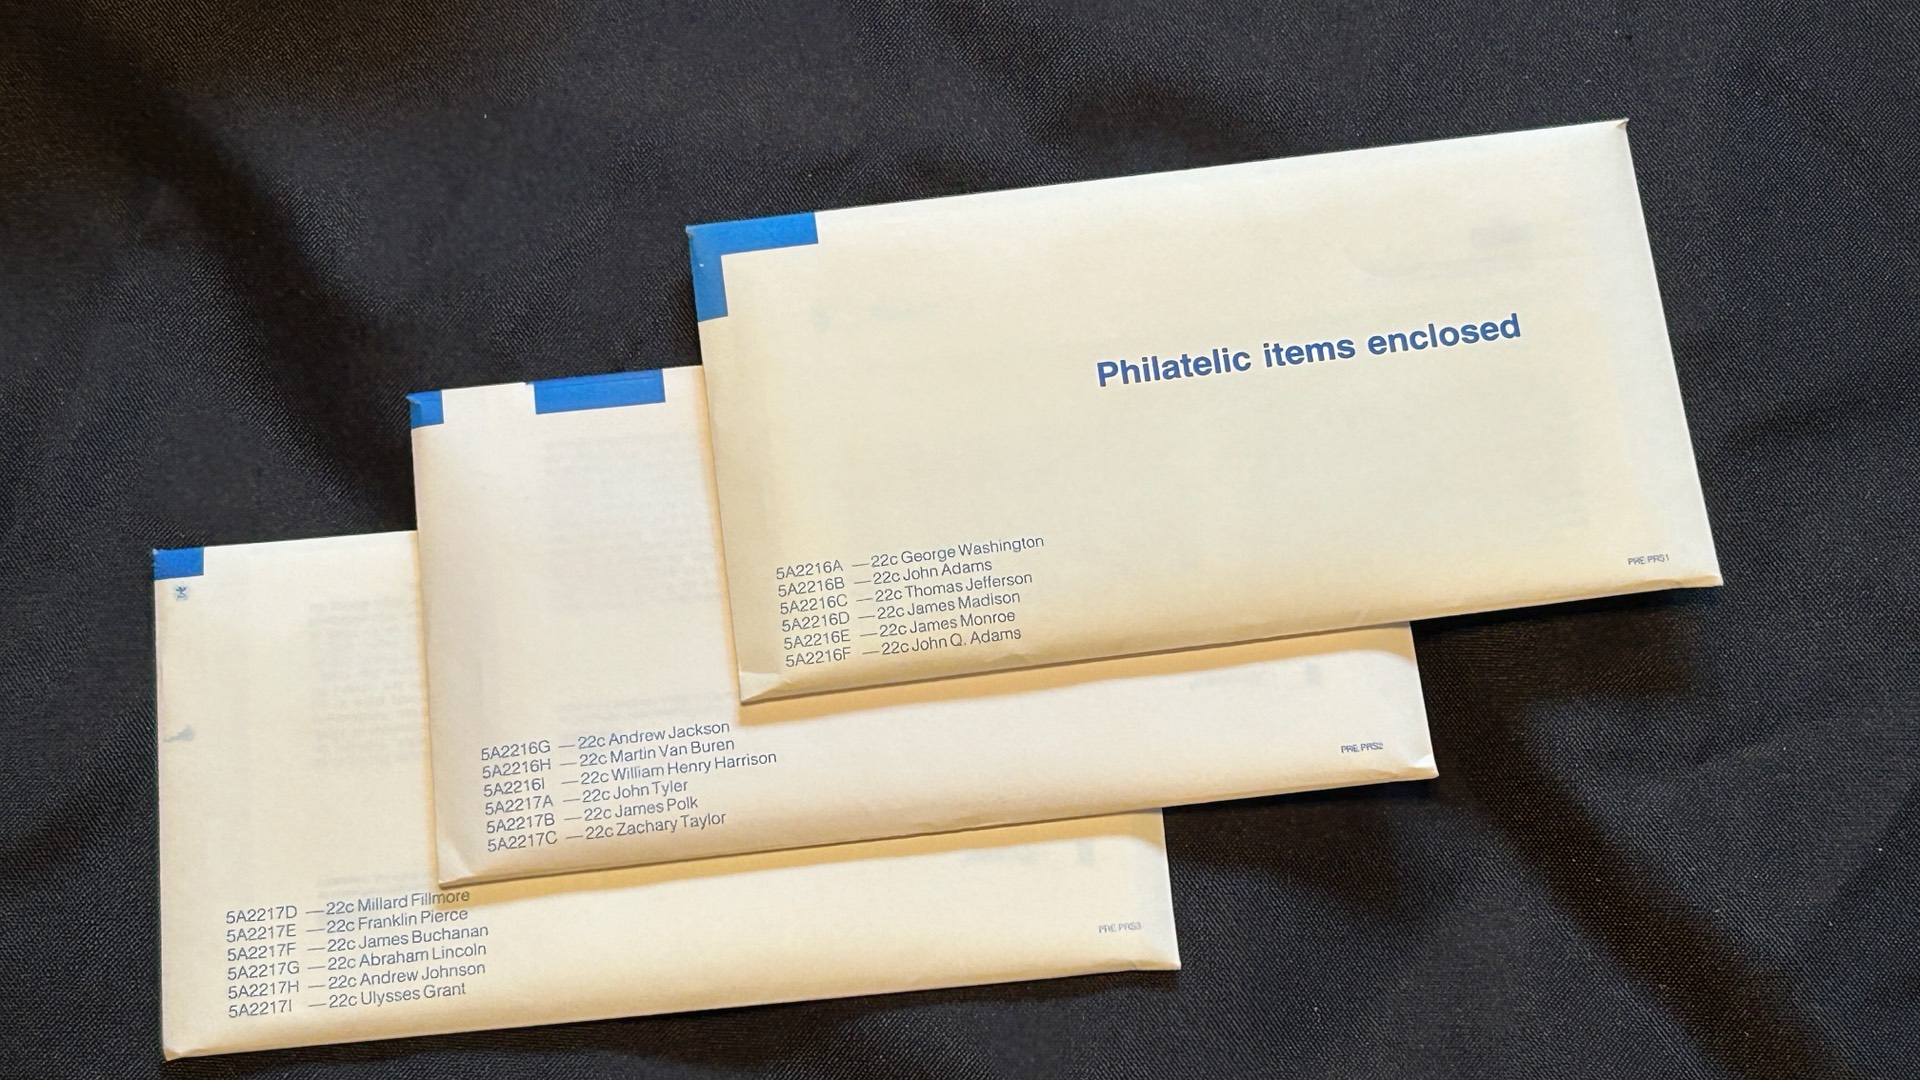 Philatelic items enclosed
5A2216A — 22c George Washington
5A2216B — 22c John Adams
5A2216C — 22c Thomas Jefferson
5A2216D — 22c James Madison
5A2216E — 22c James Monroe
5A2216F — 22c John Q. Adams
PRE PRS1
5A2216G — 22c Andrew Jackson
5A2216H — 22c Martin Van Buren
5A2216I — 22c William Henry Harrison
5A2217A — 22c John Tyler
5A2217B — 22c James Polk
5A2217C — 22c Zachary Taylor
PRE PRS2
5A2217D — 22c Millard Fillmore
5A2217E — 22c Franklin Pierce
5A2217F — 22c James Buchanan
5A2217G — 22c Abraham Lincoln
5A2217H — 22c Andrew Johnson
5A2217I — 22c Ulysses Grant
PRE PRS3